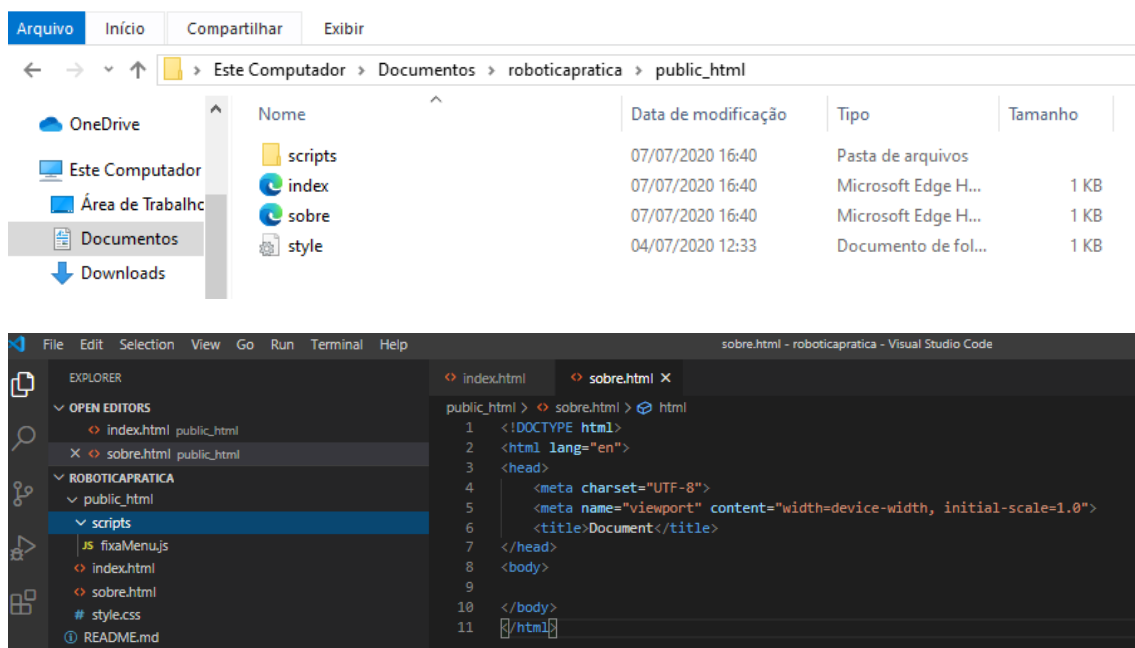 Arquivo Início Compartilhar Exibir
Este Computador > Documentos > roboticapratica > public_html
Nome Data de modificação Tipo Tamanho
OneDrive
Este Computador
Área de Trabalhc
Documentos
Downloads
scripts 07/07/2020 16:40 Pasta de arquivos
index 07/07/2020 16:40 Microsoft Edge H... 1 KB
sobre 07/07/2020 16:40 Microsoft Edge H... 1 KB
style 04/07/2020 12:33 Documento de fol... 1 KB
File Edit Selection View Go Run Terminal Help sobre.html - roboticapratica - Visual Studio Code
EXPLORER
OPEN EDITORS
<> index.html public_html
X <> sobre.html public_html
ROBOTICAPRATICA
public_html
scripts
JS fixaMenu.js
<> index.html
<> sobre.html
# style.css
README.md
<> index.html <> sobre.html X
public_html > <> sobre.html > html
1 <!DOCTYPE html>
2 <html lang="en">
3 <head>
4 <meta charset="UTF-8">
5 <meta name="viewport" content="width=device-width, initial-scale=1.0">
6 <title>Document</title>
7 </head>
8 <body>
9
10 </body>
11 </html>